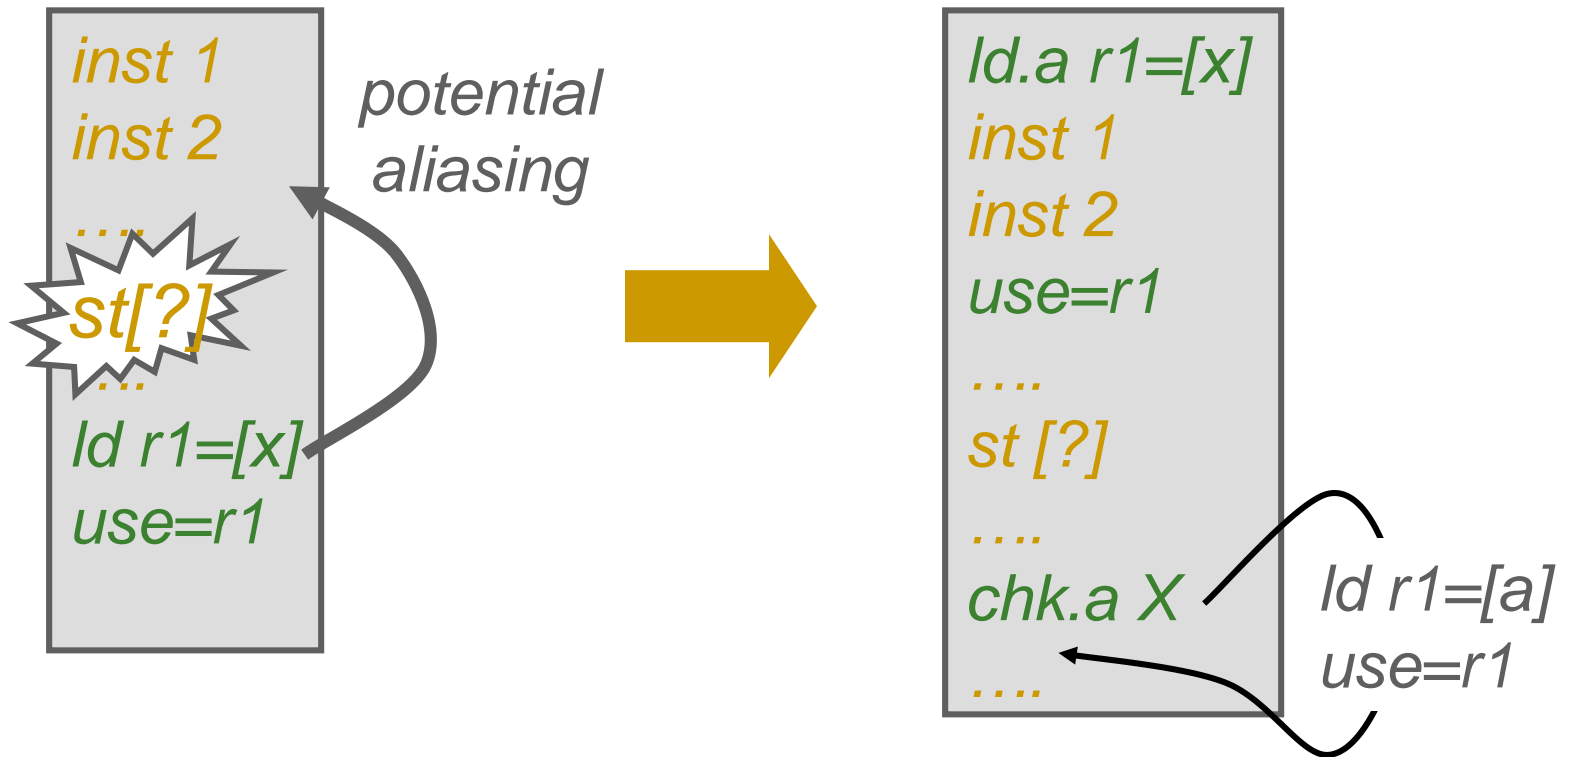 inst 1
inst 2
....
st[?]
....
ld r1=[x]
use=r1
potential
aliasing
ld.a r1=[x]
inst 1
inst 2
use=r1
....
st [?]
....
chk.a X
....
ld r1=[a]
use=r1